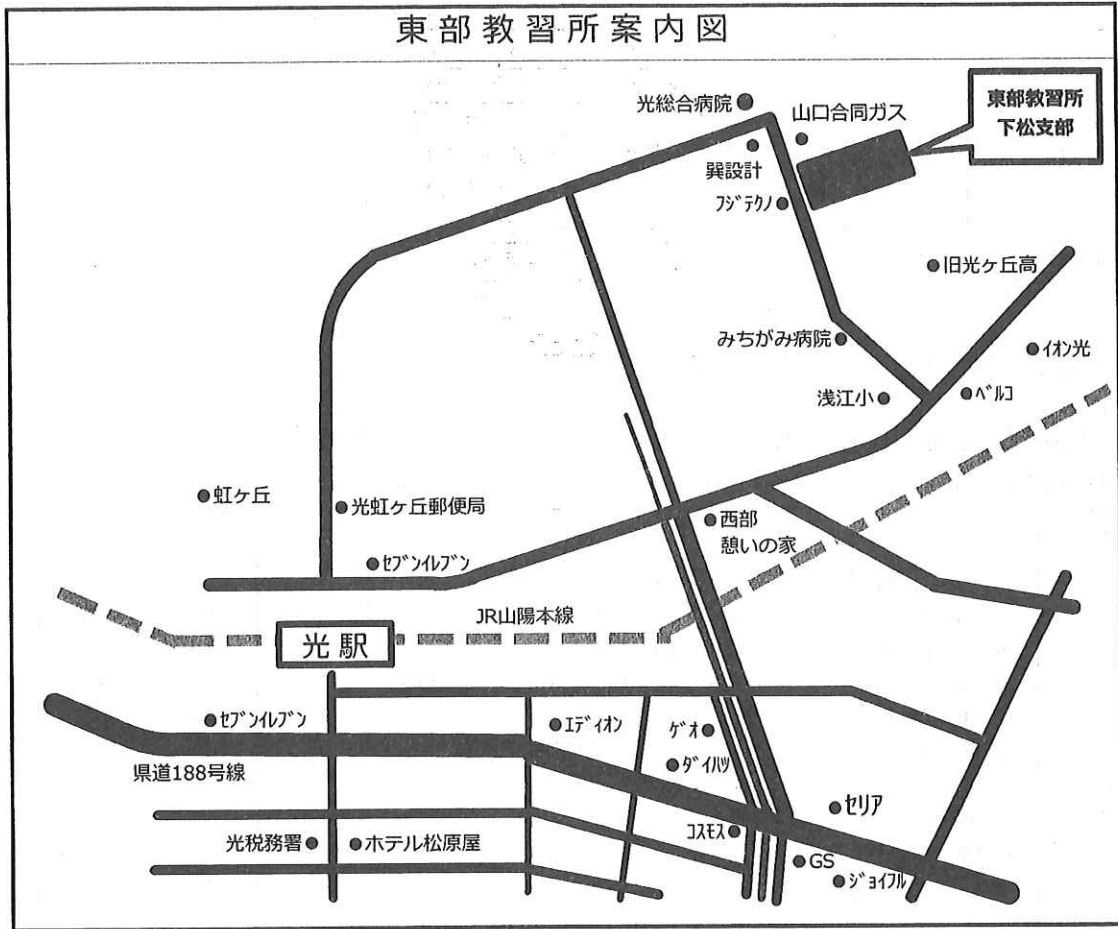 東部教習所案内図
光総合病院
山口合同ガス
東部教習所
下松支部
巽設計
フジテクノ
旧光ヶ丘高
みちがみ病院
イオン光
浅江小
ベルコ
虹ヶ丘
光虹ヶ丘郵便局
西部
憩いの家
セブンイレブン
JR山陽本線
光駅
セブンイレブン
エディオン
ゲオ
県道188号線
ダイハツ
セリア
コスモス
光税務署
ホテル松原屋
GS
ジョイフル